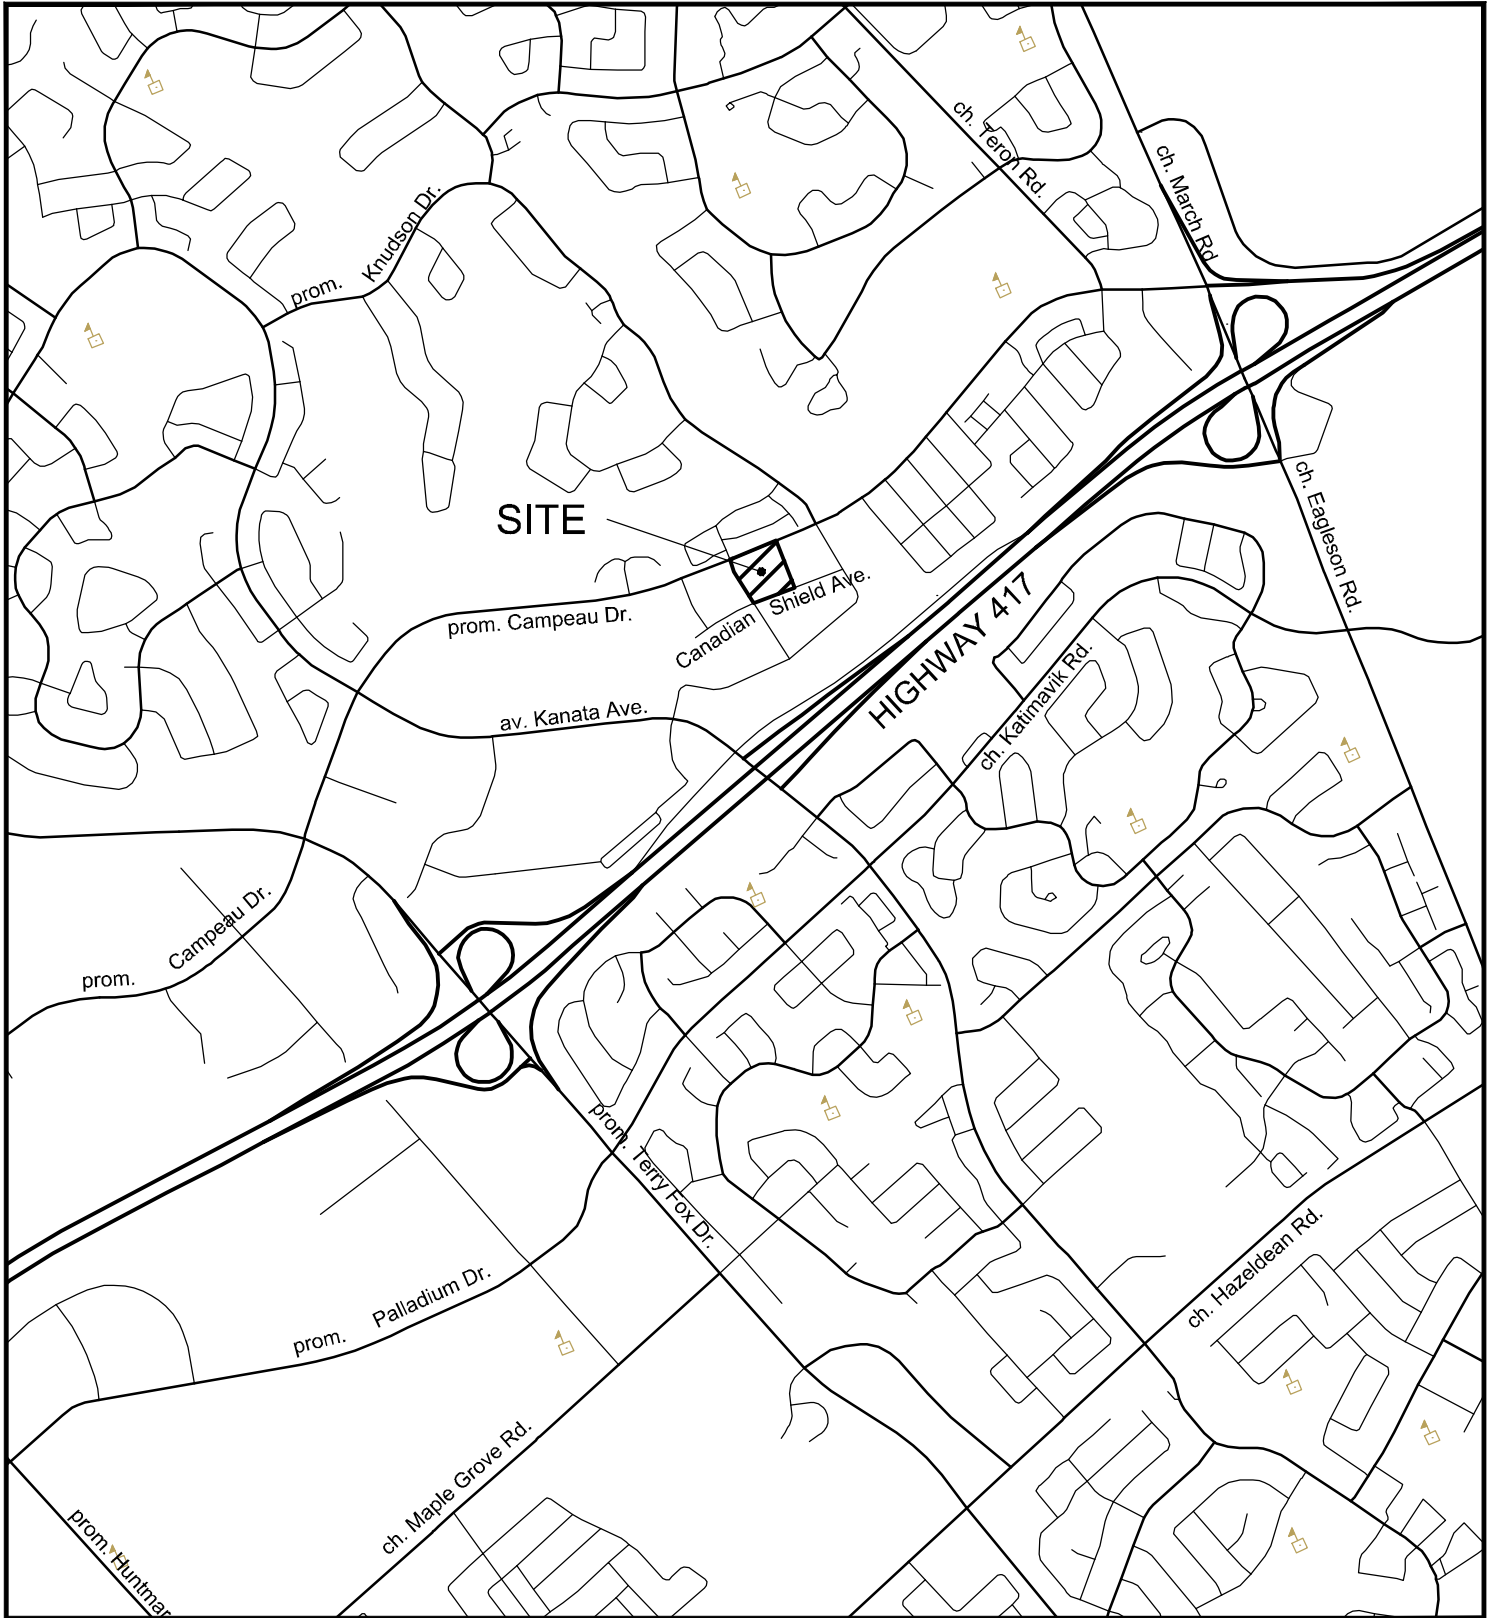 ch. Teron Rd.
ch. March Rd
prom. Knudson Dr.
SITE
ch. Eagleson Rd.
prom. Campeau Dr.
Canadian Shield Ave.
HIGHWAY 417
ch. Katimavik Rd.
av. Kanata Ave.
prom. Campeau Dr.
prom. Terry Fox Dr.
ch. Hazeldean Rd.
prom. Palladium Dr.
ch. Maple Grove Rd.
prom. Huntmar